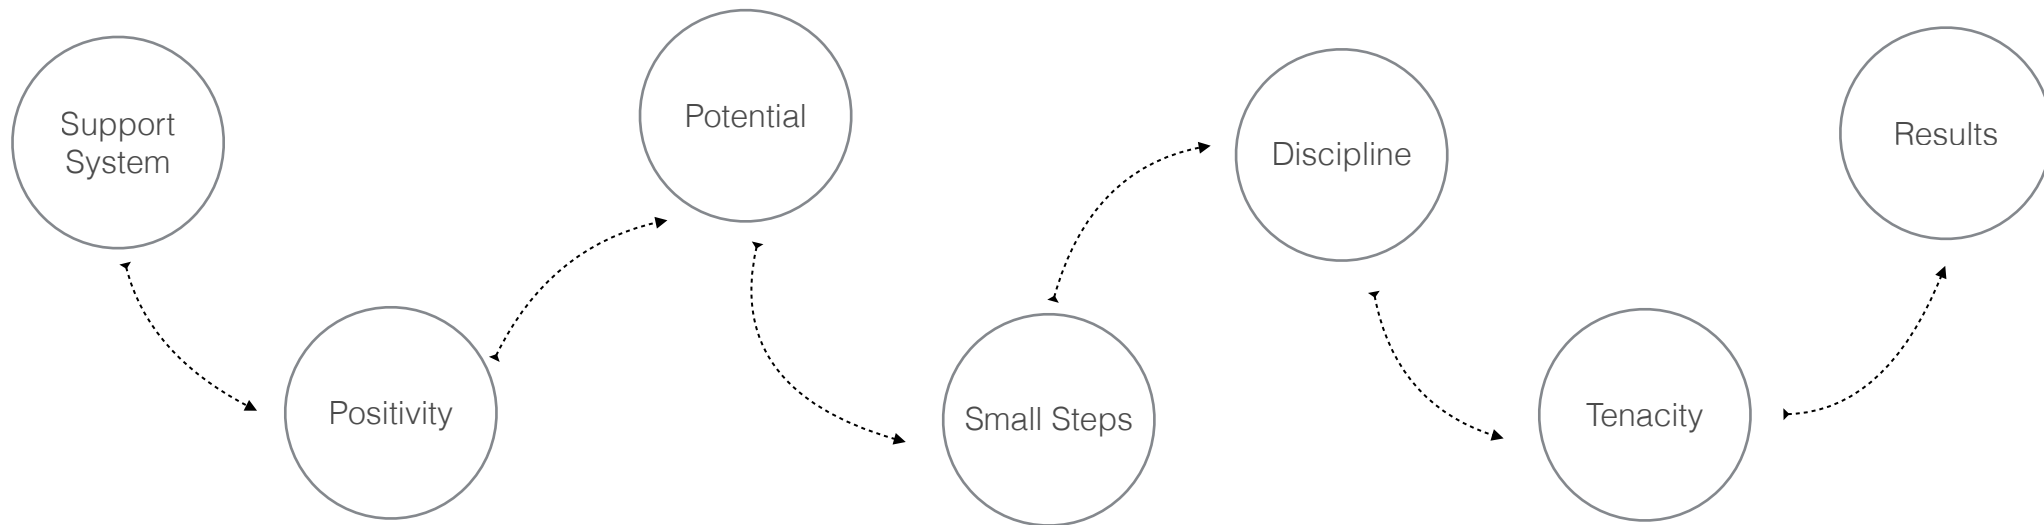 Support
System
Positivity
Potential
Small Steps
Discipline
Tenacity
Results